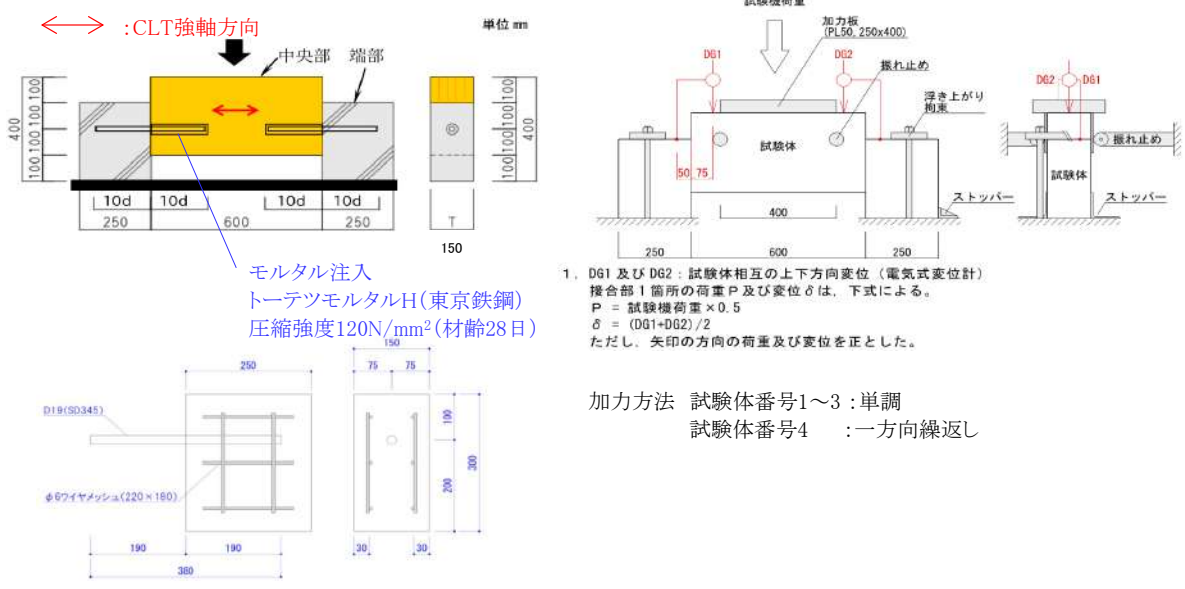 :CLT強軸方向
単位 mm
中央部
端部
400
100
100
100
100
100
100
100
100
400
10d
10d
10d
10d
250
600
250
T
150
モルタル注入
トーテツモルタルH(東京鉄鋼)
圧縮強度120N/mm²(材齢28日)
試験機荷重
加力板
(PL50, 250x400)
DG1
DG2
振れ止め
浮き上がり
拘束
試験体
50
75
ストッパー
400
250
600
250
DG2
DG1
振れ止め
試験体
ストッパー
1. DG1 及び DG2：試験体相互の上下方向変位（電気式変位計）
接合部１箇所の荷重Ｐ及び変位δは，下式による。
P = 試験機荷重×0.5
δ = (DG1+DG2)/2
ただし，矢印の方向の荷重及び変位を正とした。
加力方法 試験体番号1～3 :単調
試験体番号4 :一方向繰返し
250
D19(SD345)
φ6ワイヤメッシュ(220×180)
190
190
380
150
75
75
100
200
300
30
30